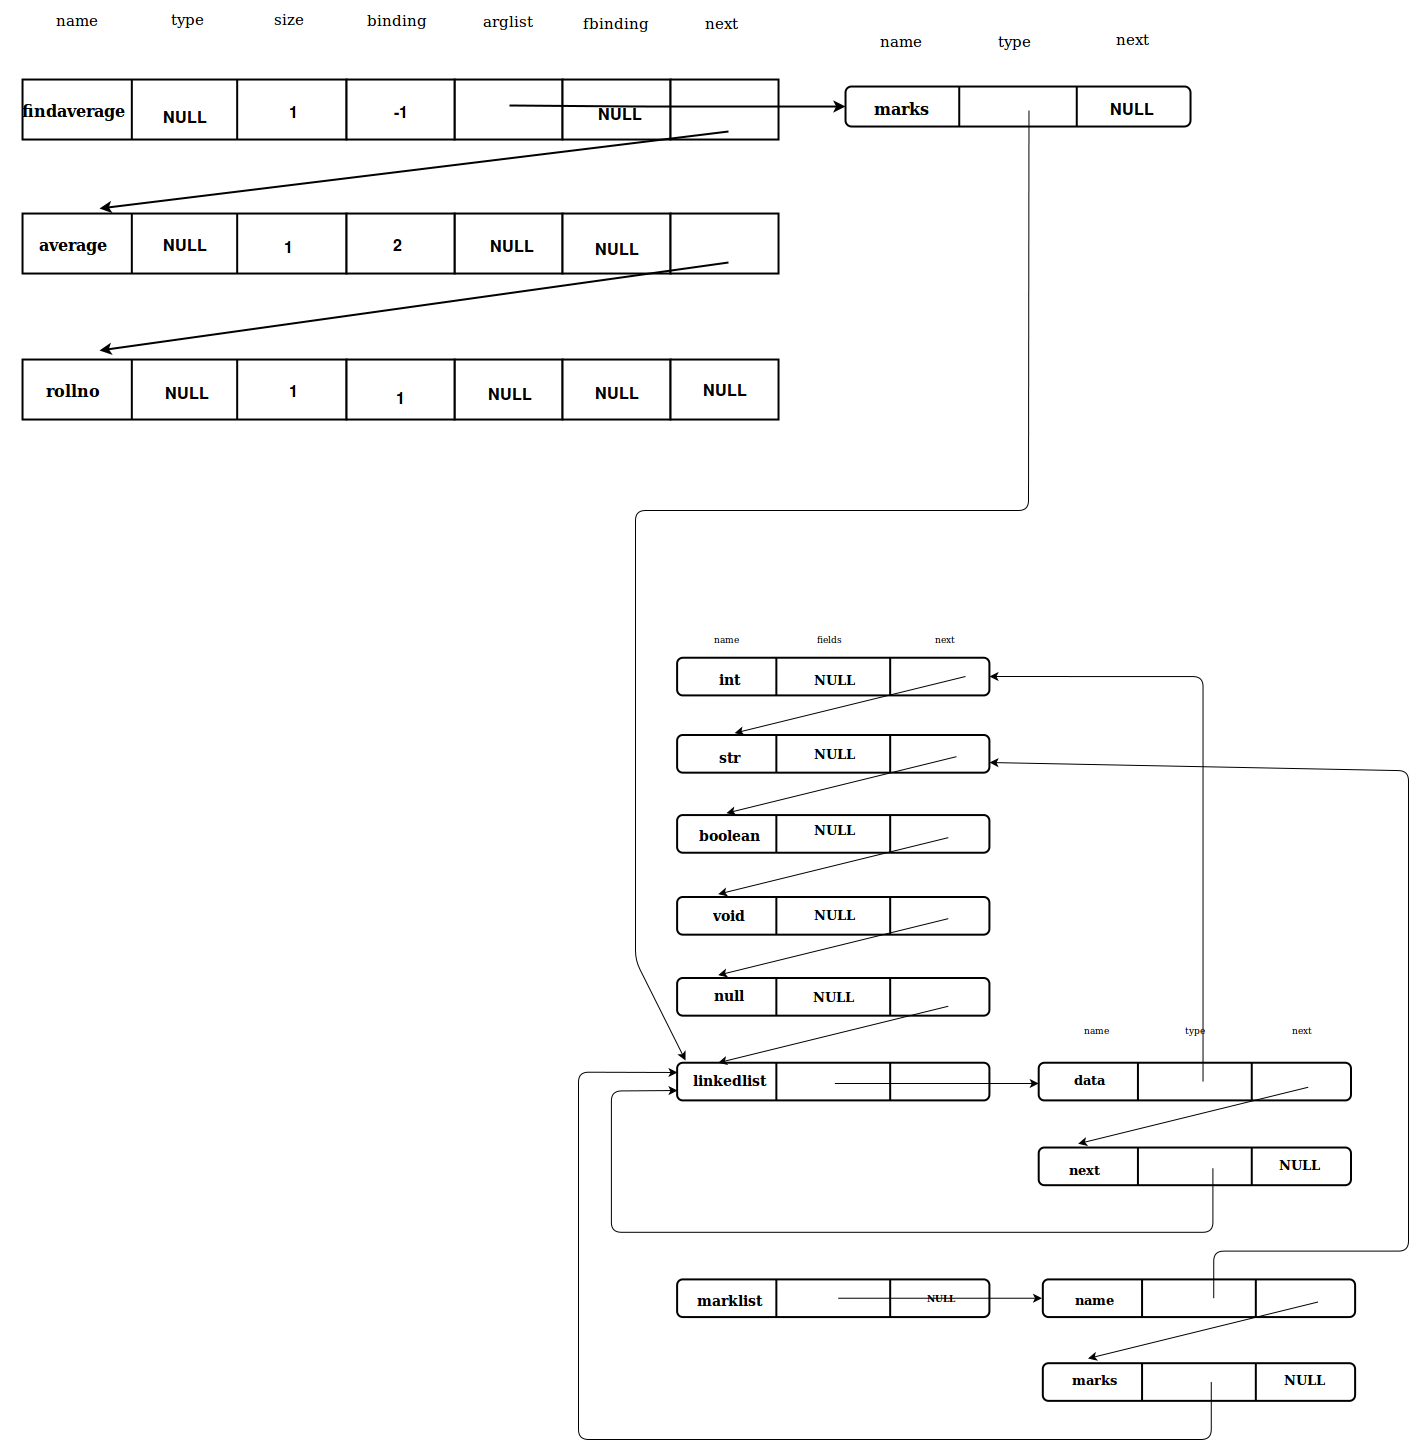 name type size binding arglist fbinding next
name type next
findaverage NULL 1 -1 NULL
marks NULL
average NULL 1 2 NULL NULL
rollno NULL 1 1 NULL NULL NULL
name fields next
int NULL
str NULL
boolean NULL
void NULL
null NULL
name type next
linkedlist
data
next NULL
marklist NULL
name
marks NULL